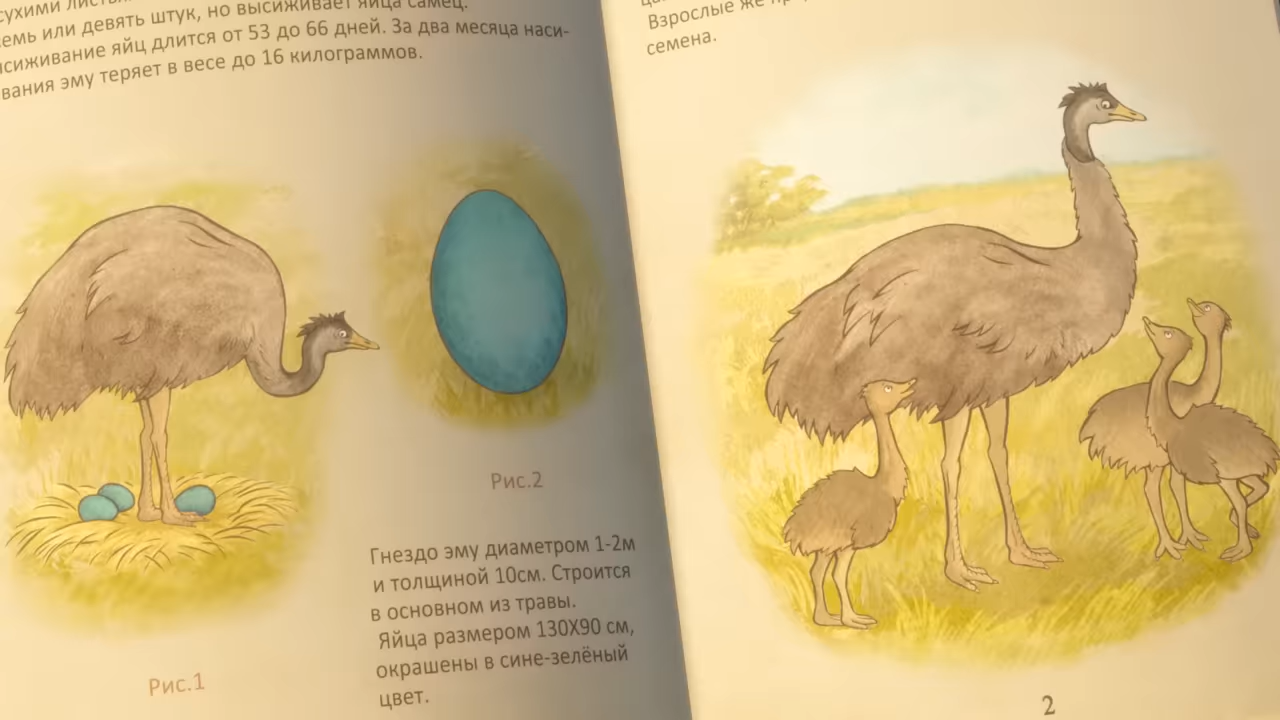 сухими
емь или девять штук, но высиживает яйца самец.
сиживание яйц длится от 53 до 66 дней. За два месяца наси-
вания эму теряет в весе до 16 килограммов.
Рис.1
Рис.2
Гнездо эму диаметром 1-2м
и толщиной 10см. Строится
в основном из травы.
Яйца размером 130Х90 см,
окрашены в сине-зелёный
цвет.
Взрослые же
семена.
2